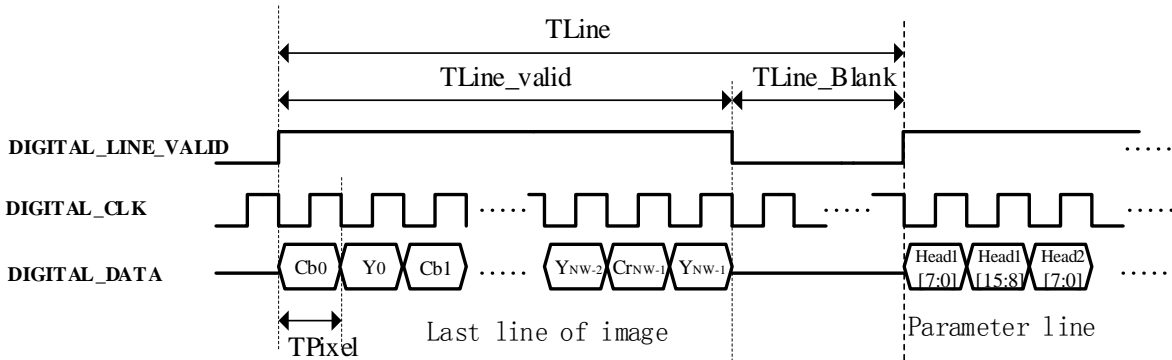 TLine
TLine_valid TLine_Blank
DIGITAL_LINE_VALID ·····
DIGITAL_CLK ····· ····· ·····
DIGITAL_DATA Cb0 Y0 Cb1 ····· YNW-2 CrNW-1 YNW-1 Head1 [7:0] Head1 [15:8] Head2 [7:0] ·····
TPixel Last line of image Parameter line